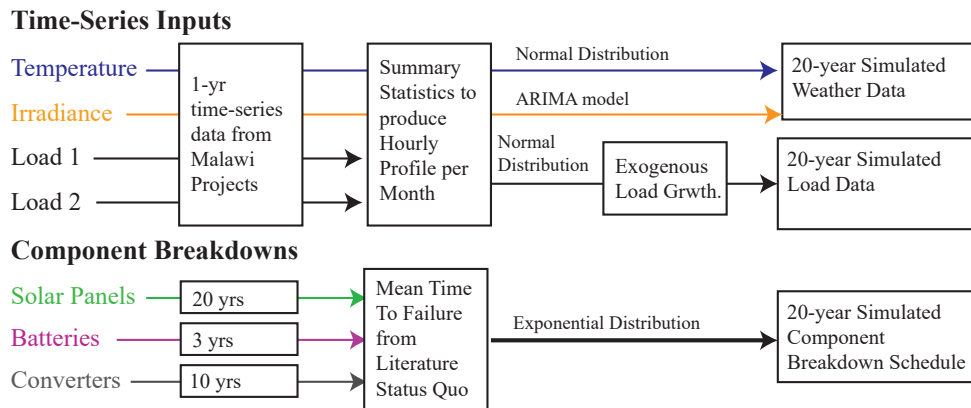 Time-Series Inputs
Temperature
Irradiance
Load 1
Load 2
1-yr
time-series
data from
Malawi
Projects
Summary
Statistics to
produce
Hourly
Profile per
Month
Normal Distribution
ARIMA model
Normal
Distribution
Exogenous
Load Grwth.
20-year Simulated
Weather Data
20-year Simulated
Load Data
Component Breakdowns
Solar Panels
Batteries
Converters
20 yrs
3 yrs
10 yrs
Mean Time
To Failure
from
Literature
Status Quo
Exponential Distribution
20-year Simulated
Component
Breakdown Schedule